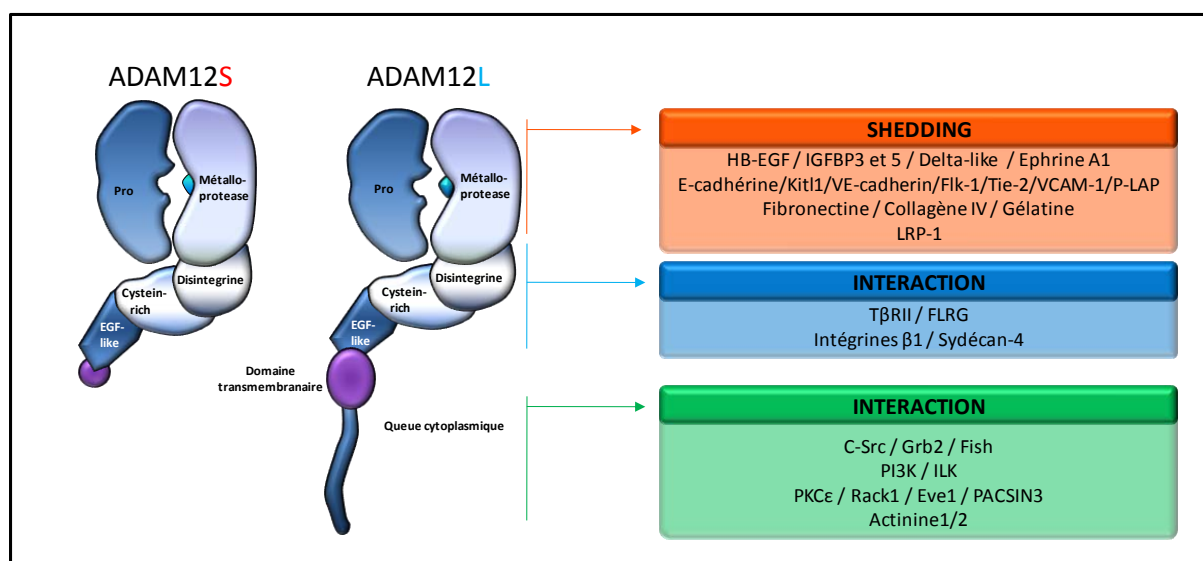 ADAM12S
ADAM12L
Pro
Métallo-
protease
Disintegrine
Cystein-
rich
EGF-
like
Pro
Métallo-
protease
Disintegrine
Cystein-
rich
EGF-
like
Domaine
transmembranaire
Queue cytoplasmique
SHEDDING
HB-EGF / IGFBP3 et 5 / Delta-like / Ephrine A1
E-cadhérine/Kitl1/VE-cadherin/Flk-1/Tie-2/VCAM-1/P-LAP
Fibronectine / Collagène IV / Gélatine
LRP-1
INTERACTION
TβRII / FLRG
Intégrines β1 / Sydécan-4
INTERACTION
C-Src / Grb2 / Fish
PI3K / ILK
PKCε / Rack1 / Eve1 / PACSIN3
Actinine1/2